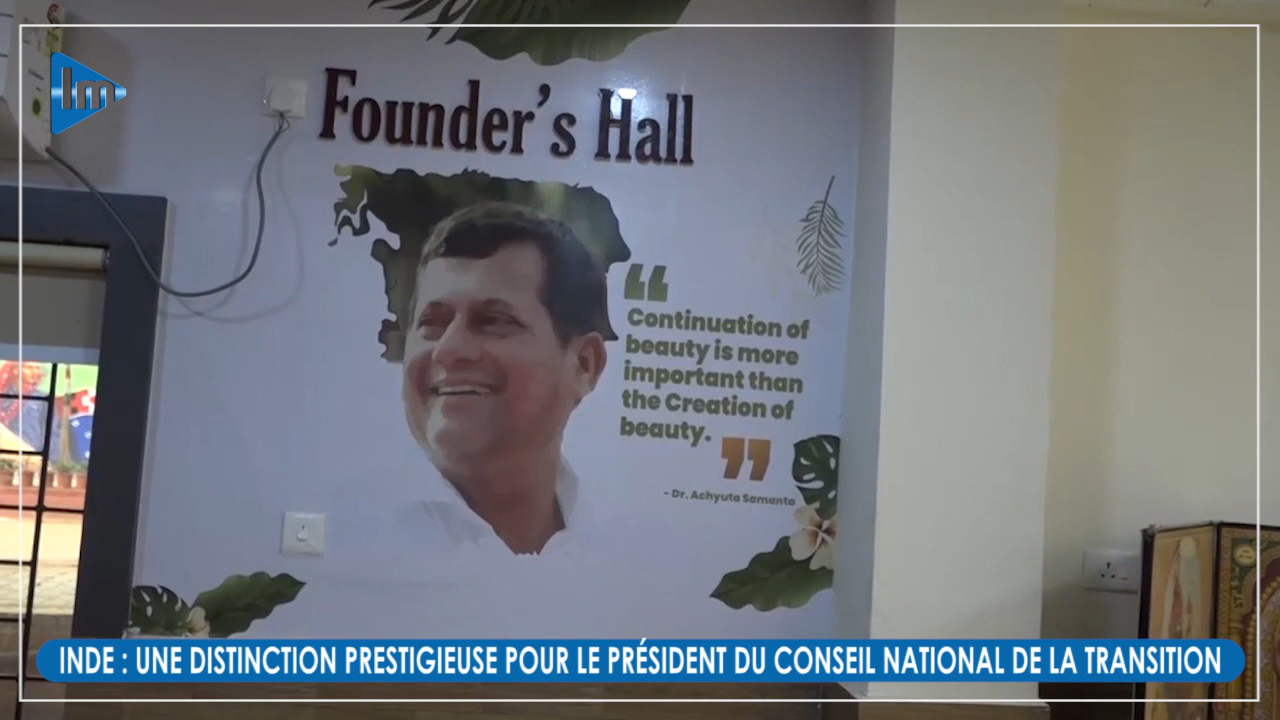 lm
Founder's Hall
“
Continuation of
beauty is more
important than
the Creation of
beauty.
”
- Dr. Achyuta Samanta
INDE : UNE DISTINCTION PRESTIGIEUSE POUR LE PRÉSIDENT DU CONSEIL NATIONAL DE LA TRANSITION